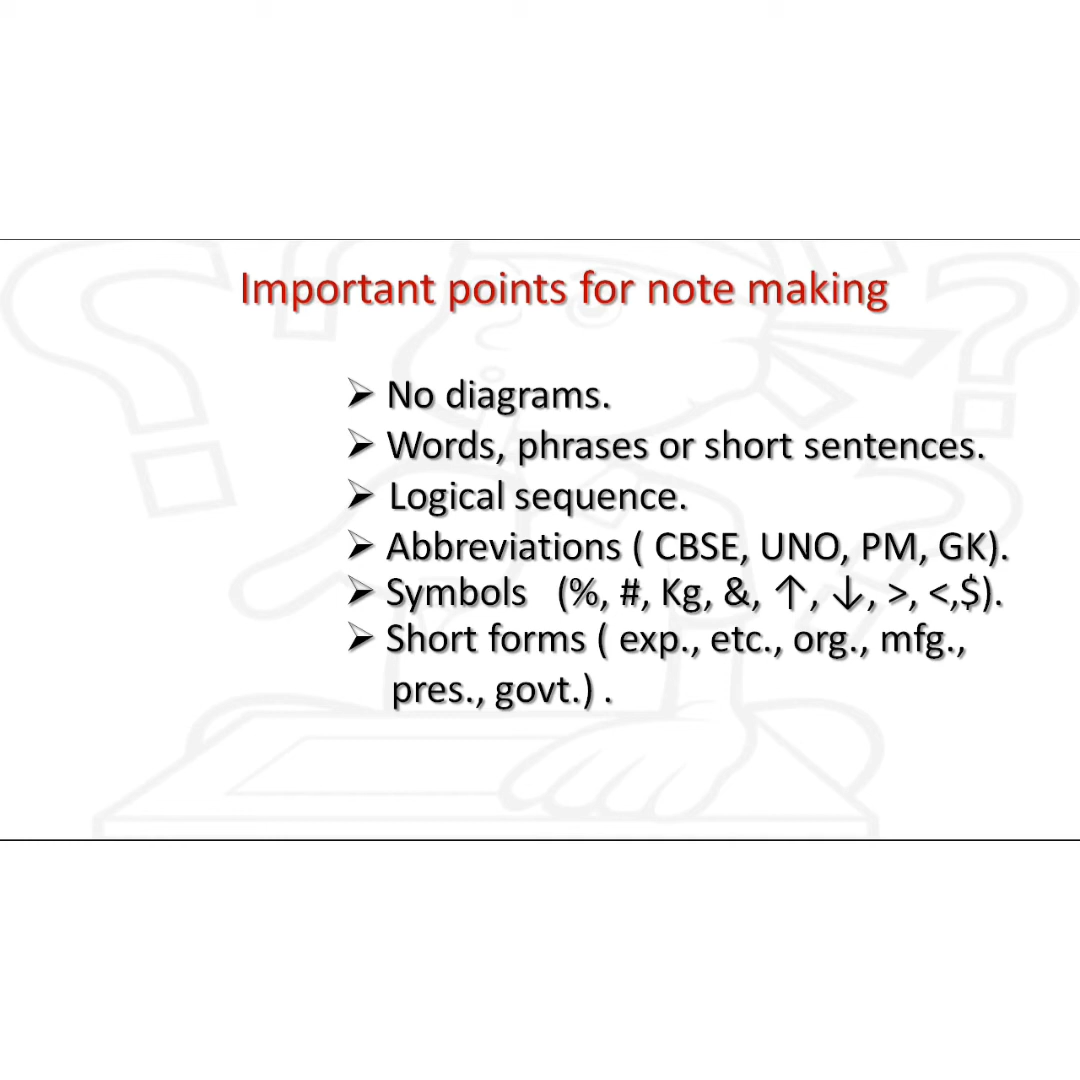 Important points for note making
➢ No diagrams.
➢ Words, phrases or short sentences.
➢ Logical sequence.
➢ Abbreviations ( CBSE, UNO, PM, GK).
➢ Symbols (%, #, Kg, &, ↑, ↓, >, <,$).
➢ Short forms ( exp., etc., org., mfg.,
pres., govt.) .